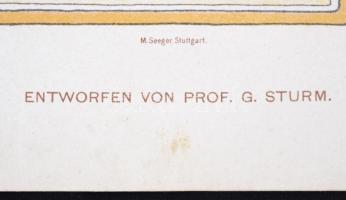 M. Seeger Stuttgart.
ENTWORFEN VON PROF. G. STURM.